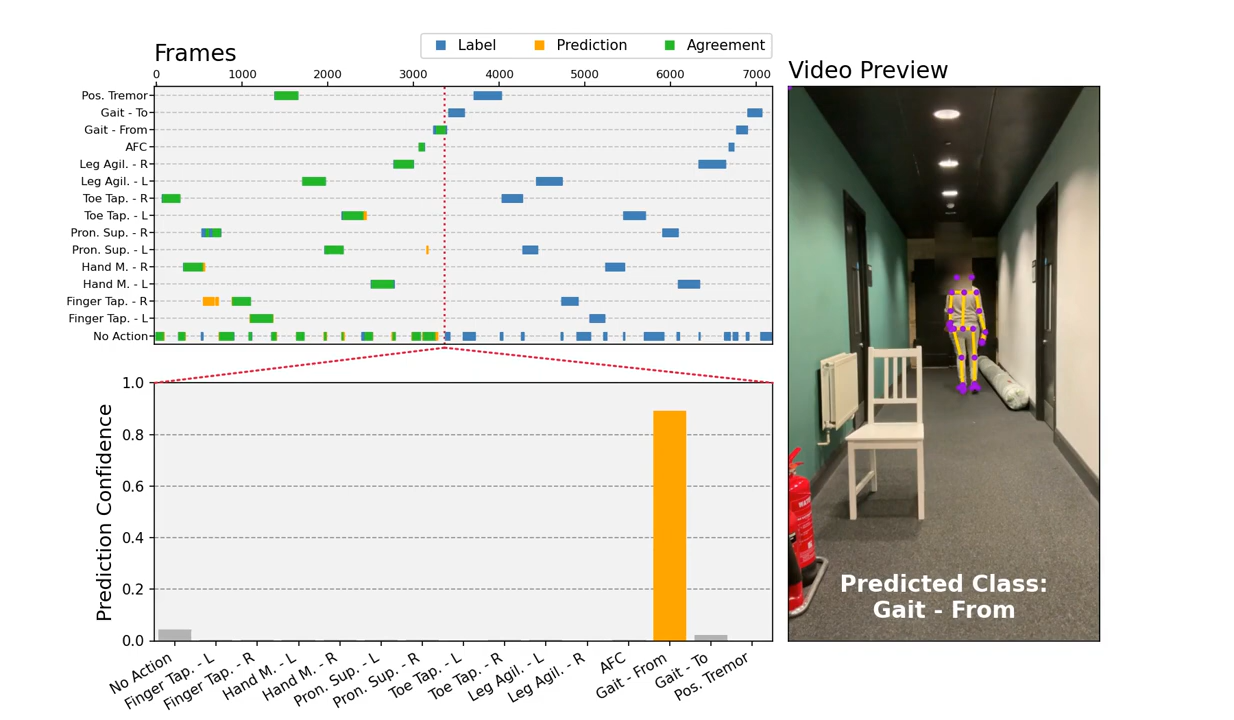 Frames
Label Prediction Agreement
0 1000 2000 3000 4000 5000 6000 7000
Pos. Tremor
Gait - To
Gait - From
AFC
Leg Agil. - R
Leg Agil. - L
Toe Tap. - R
Toe Tap. - L
Pron. Sup. - R
Pron. Sup. - L
Hand M. - R
Hand M. - L
Finger Tap. - R
Finger Tap. - L
No Action
Prediction Confidence
1.0
0.8
0.6
0.4
0.2
0.0
No Action
Finger Tap. - L
Finger Tap. - R
Hand M. - L
Hand M. - R
Pron. Sup. - L
Pron. Sup. - R
Toe Tap. - L
Toe Tap. - R
Leg Agil. - L
Leg Agil. - R
AFC
Gait - From
Gait - To
Pos. Tremor
Video Preview
Predicted Class:
Gait - From